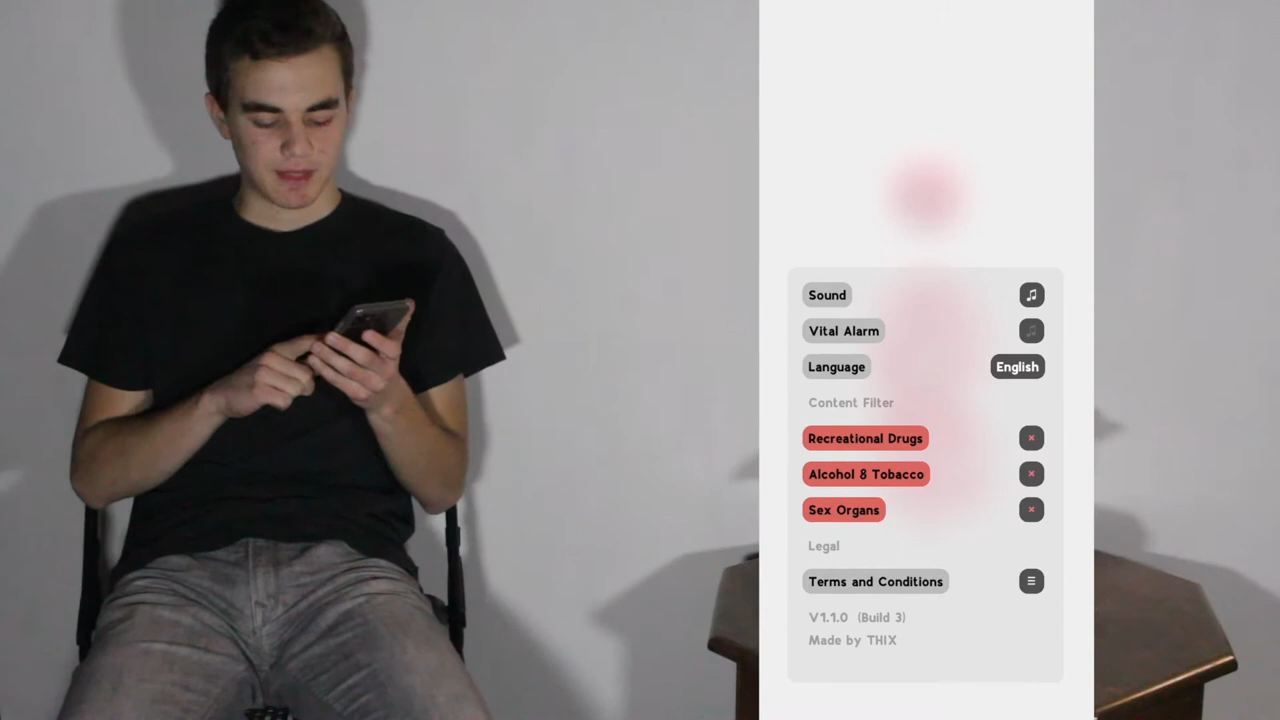 Sound
Vital Alarm
Language English
Content Filter
Recreational Drugs
Alcohol & Tobacco
Sex Organs
Legal
Terms and Conditions
V1.1.0 (Build 3)
Made by THIX